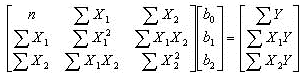 [ n ∑X₁ ∑X₂ ] [ b₀ ] = [ ∑Y ]
[ ∑X₁ ∑X₁² ∑X₁X₂ ] [ b₁ ] = [ ∑X₁Y ]
[ ∑X₂ ∑X₁X₂ ∑X₂² ] [ b₂ ] = [ ∑X₂Y ]